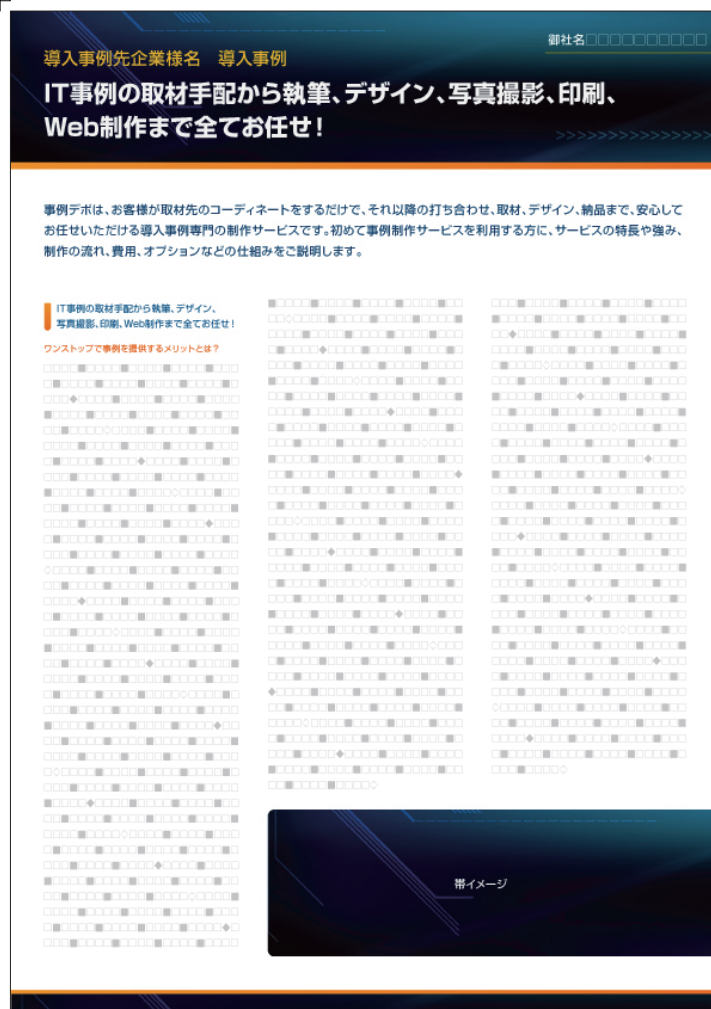 御社名□□□□□□□□□□
導入事例先企業様名　導入事例
IT事例の取材手配から執筆、デザイン、写真撮影、印刷、
Web制作まで全てお任せ！
>>>>>>>>>>>>>>>
事例デポは、お客様が取材先のコーディネートをするだけで、それ以降の打ち合わせ、取材、デザイン、納品まで、安心して
お任せいただける導入事例専門の制作サービスです。初めて事例制作サービスを利用する方に、サービスの特長や強み、
制作の流れ、費用、オプションなどの仕組みをご説明します。
IT事例の取材手配から執筆、デザイン、
写真撮影、印刷、Web制作まで全てお任せ！
ワンストップで事例を提供するメリットとは？
帯イメージ